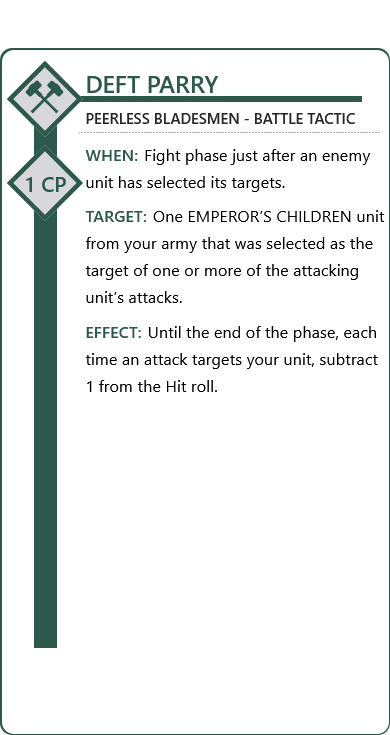 DEFT PARRY
PEERLESS BLADESMEN - BATTLE TACTIC
WHEN: Fight phase just after an enemy
1 CP
unit has selected its targets.
TARGET: One EMPEROR’S CHILDREN unit
from your army that was selected as the
target of one or more of the attacking
unit’s attacks.
EFFECT: Until the end of the phase, each
time an attack targets your unit, subtract
1 from the Hit roll.